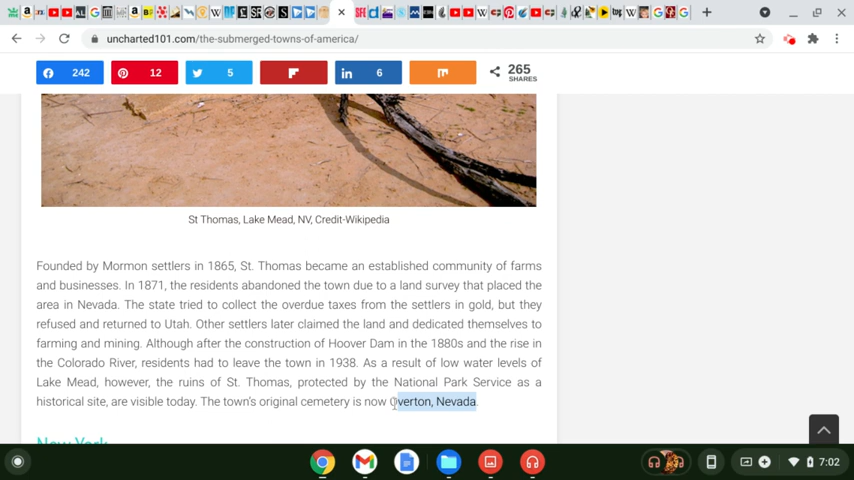 uncharted101.com/the-submerged-towns-of-america/
242
12
5
6
265
SHARES
St Thomas, Lake Mead, NV, Credit-Wikipedia
Founded by Mormon settlers in 1865, St. Thomas became an established community of farms
and businesses. In 1871, the residents abandoned the town due to a land survey that placed the
area in Nevada. The state tried to collect the overdue taxes from the settlers in gold, but they
refused and returned to Utah. Other settlers later claimed the land and dedicated themselves to
farming and mining. Although after the construction of Hoover Dam in the 1880s and the rise in
the Colorado River, residents had to leave the town in 1938. As a result of low water levels of
Lake Mead, however, the ruins of St. Thomas, protected by the National Park Service as a
historical site, are visible today. The town's original cemetery is now Overton, Nevada.
New York
7:02